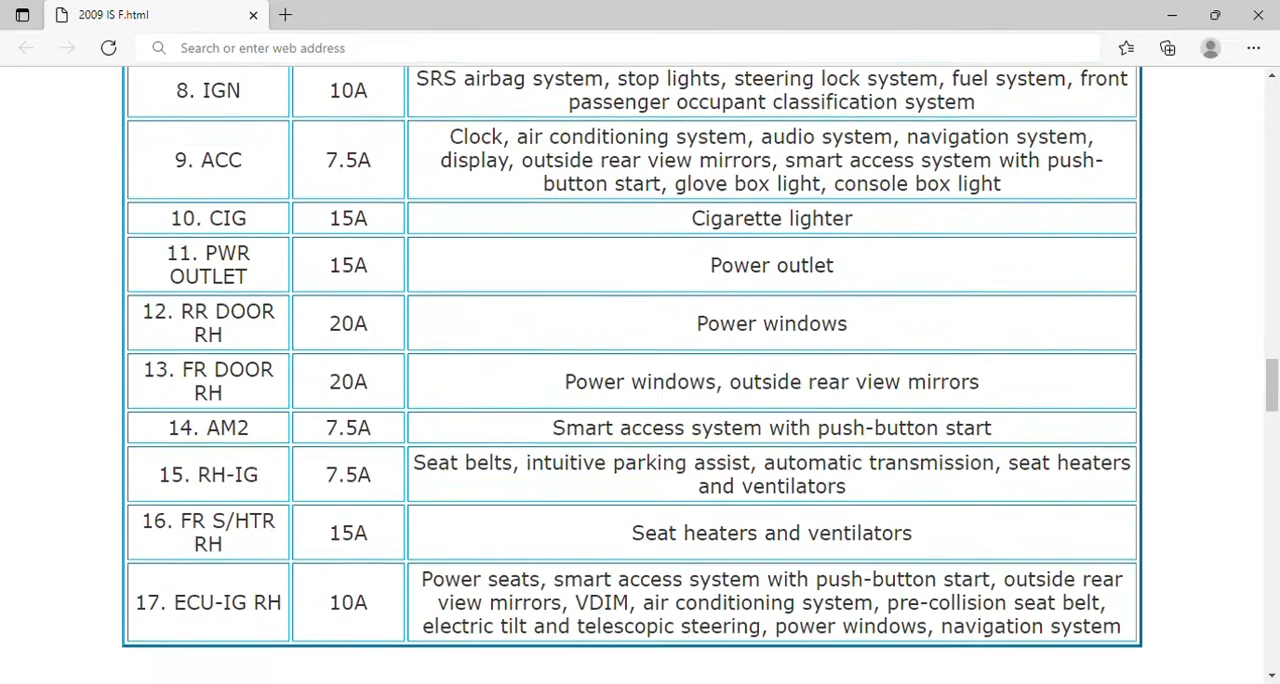 2009 IS F.html
Search or enter web address
8. IGN
10A
SRS airbag system, stop lights, steering lock system, fuel system, front
passenger occupant classification system
9. ACC
7.5A
Clock, air conditioning system, audio system, navigation system,
display, outside rear view mirrors, smart access system with push-
button start, glove box light, console box light
10. CIG
15A
Cigarette lighter
11. PWR
OUTLET
15A
Power outlet
12. RR DOOR
RH
20A
Power windows
13. FR DOOR
RH
20A
Power windows, outside rear view mirrors
14. AM2
7.5A
Smart access system with push-button start
15. RH-IG
7.5A
Seat belts, intuitive parking assist, automatic transmission, seat heaters
and ventilators
16. FR S/HTR
RH
15A
Seat heaters and ventilators
17. ECU-IG RH
10A
Power seats, smart access system with push-button start, outside rear
view mirrors, VDIM, air conditioning system, pre-collision seat belt,
electric tilt and telescopic steering, power windows, navigation system